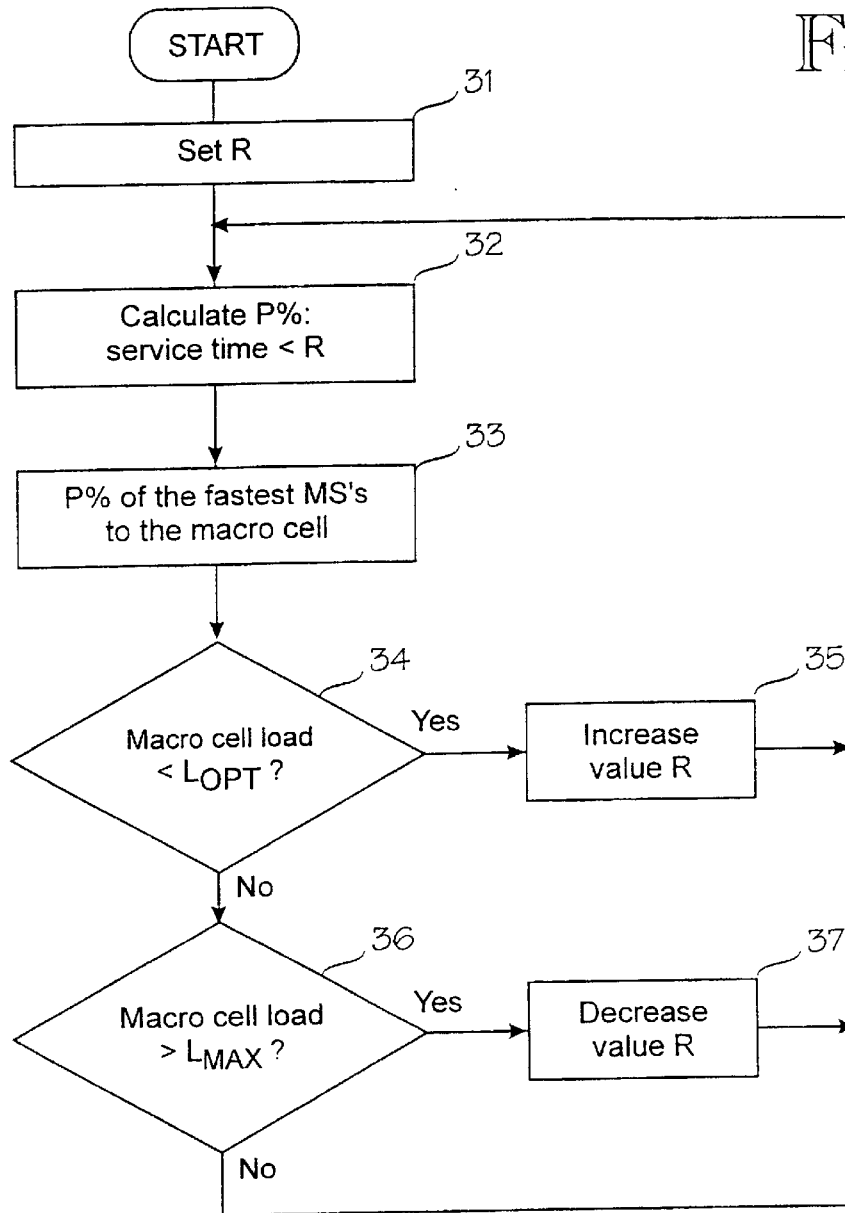 START
F
31
Set R
32
Calculate P%:
service time < R
33
P% of the fastest MS's
to the macro cell
34
Macro cell load
< LOPT ?
Yes
35
Increase
value R
No
36
Macro cell load
> LMAX ?
Yes
37
Decrease
value R
No